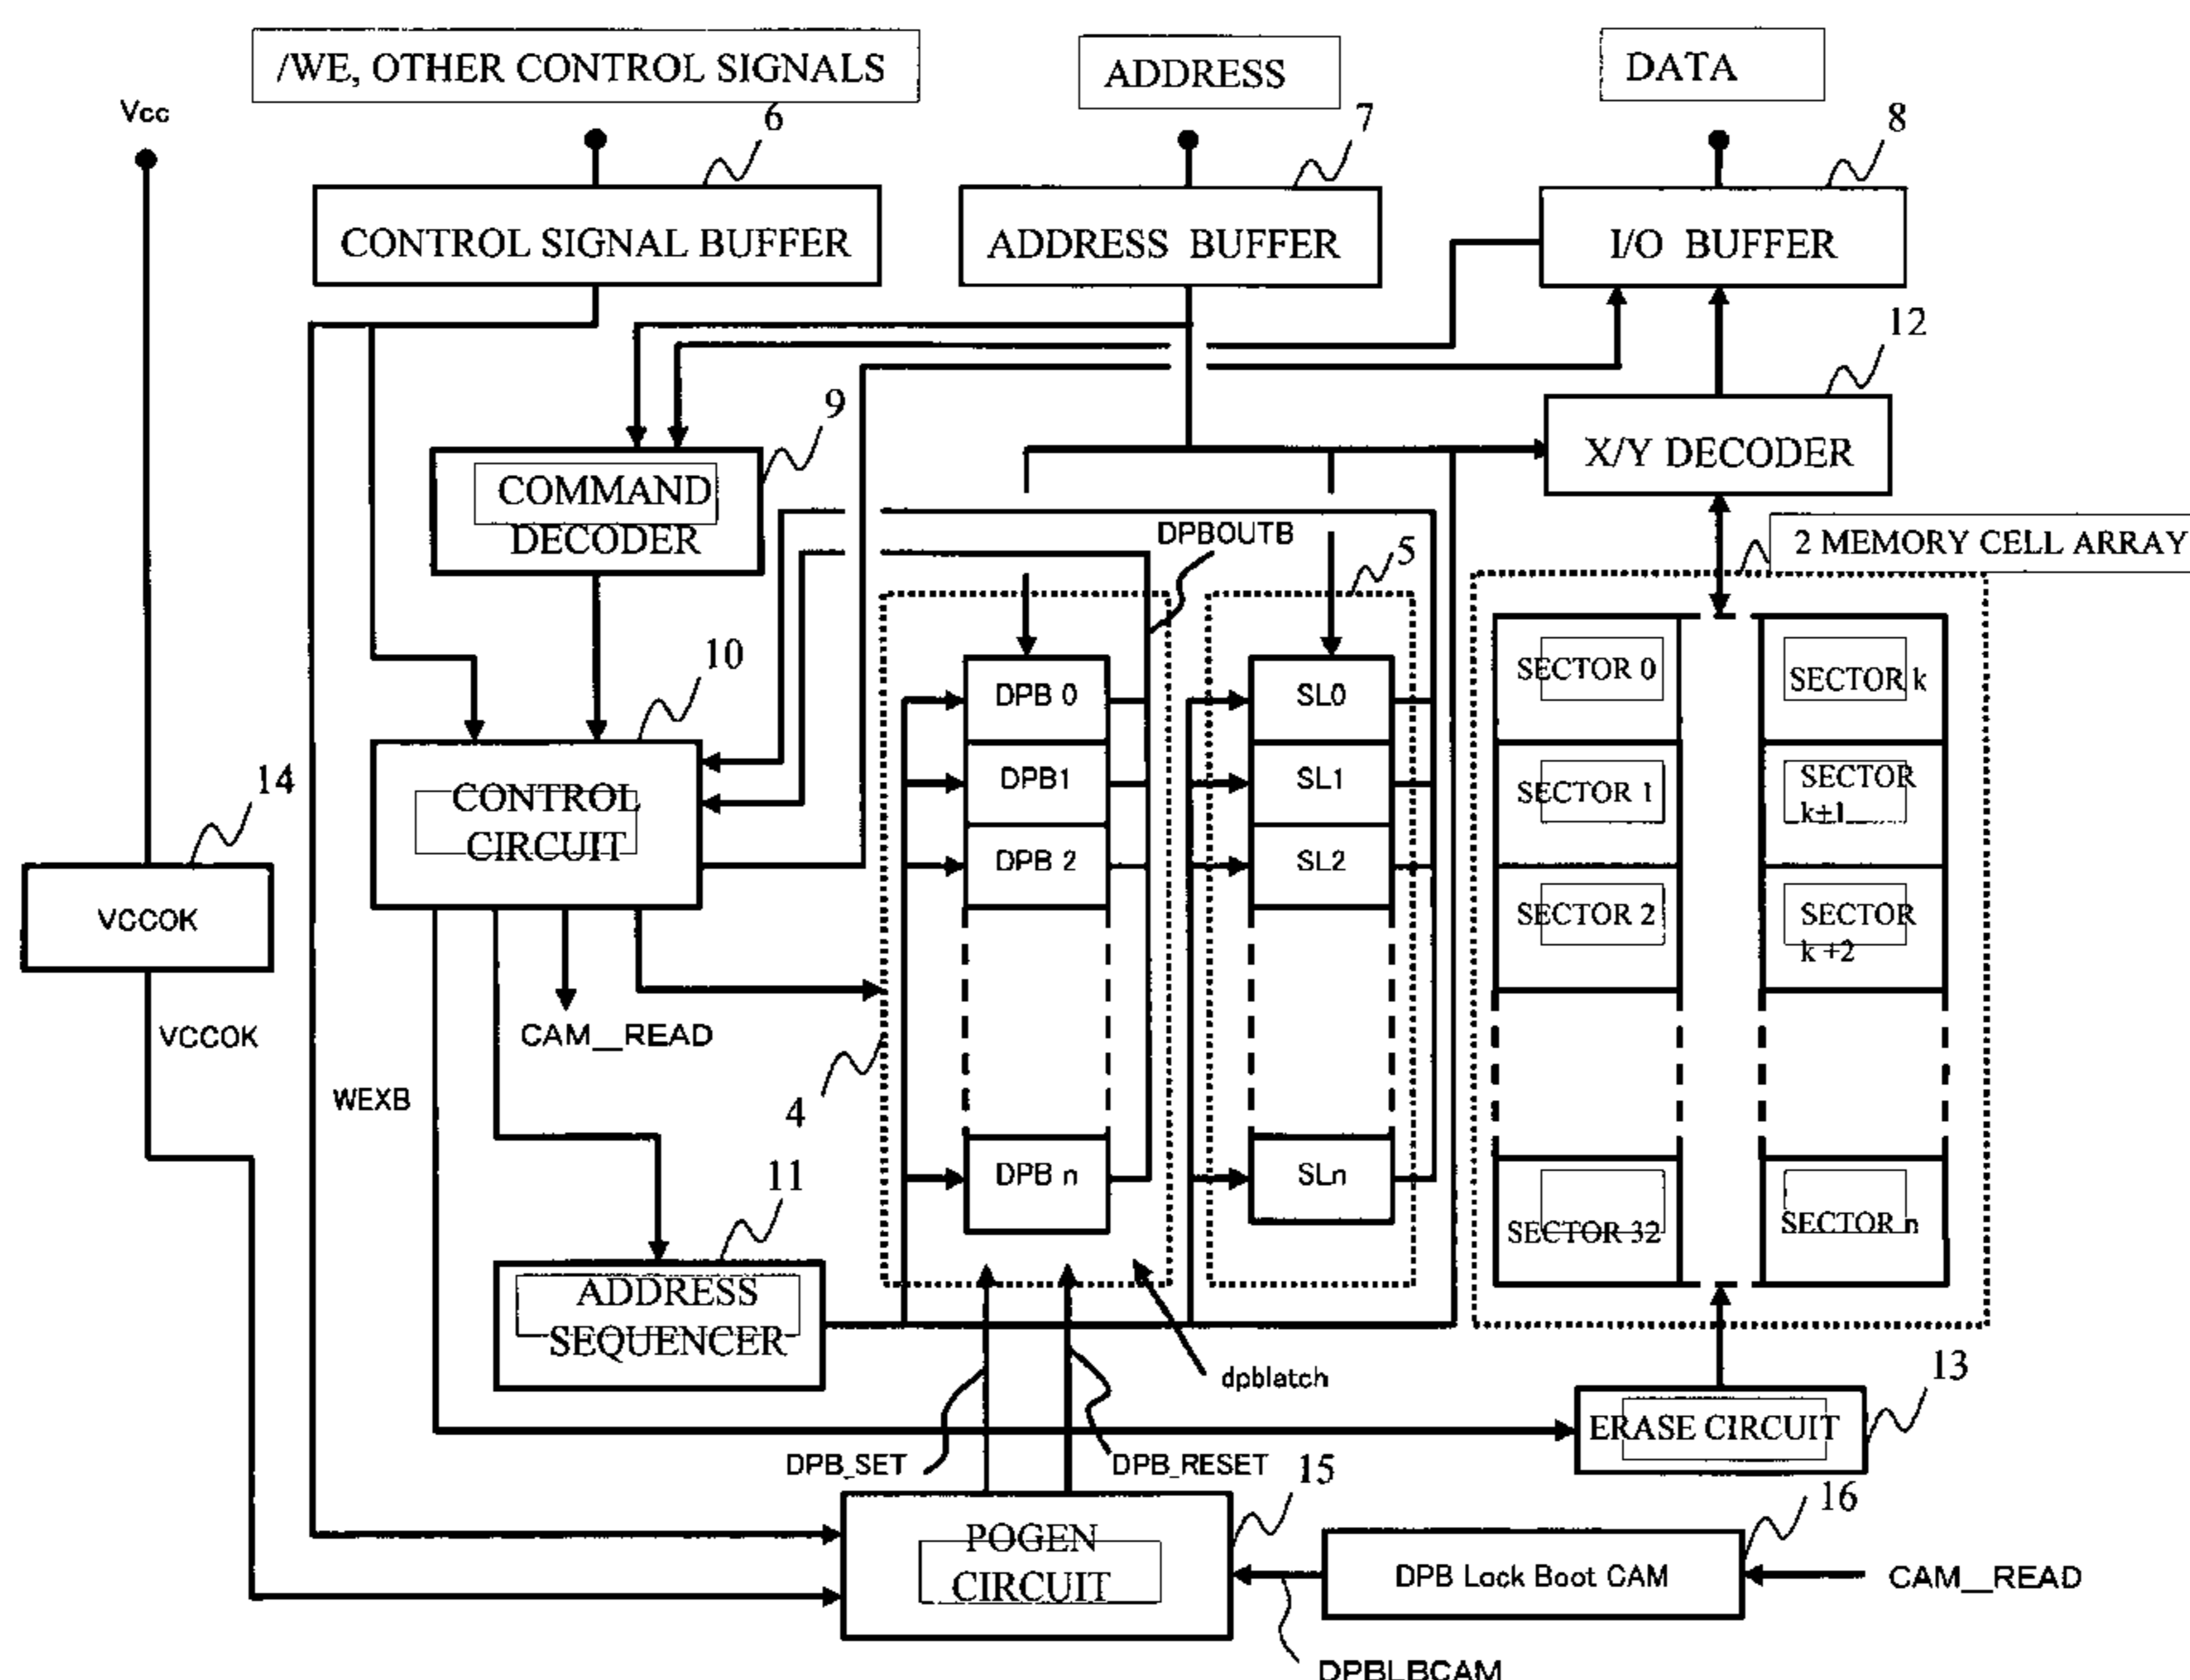 /WE, OTHER CONTROL SIGNALS
ADDRESS
DATA
Vcc
6
7
8
CONTROL SIGNAL BUFFER
ADDRESS BUFFER
I/O BUFFER
12
9
X/Y DECODER
COMMAND
DECODER
DPBOUTB
5
2 MEMORY CELL ARRAY
10
DPB 0
SL0
SECTOR 0
SECTOR k
14
CONTROL
CIRCUIT
DPB1
SL1
SECTOR 1
SECTOR
k+1
DPB 2
SL2
SECTOR 2
SECTOR
k +2
VCCOK
VCCOK
CAM__READ
WEXB
4
11
DPB n
SLn
SECTOR 32
SECTOR n
ADDRESS
SEQUENCER
dpblatch
13
ERASE CIRCUIT
DPB_SET
DPB_RESET
15
16
POGEN
CIRCUIT
DPB Lock Boot CAM
CAM__READ
DPBLBCAM